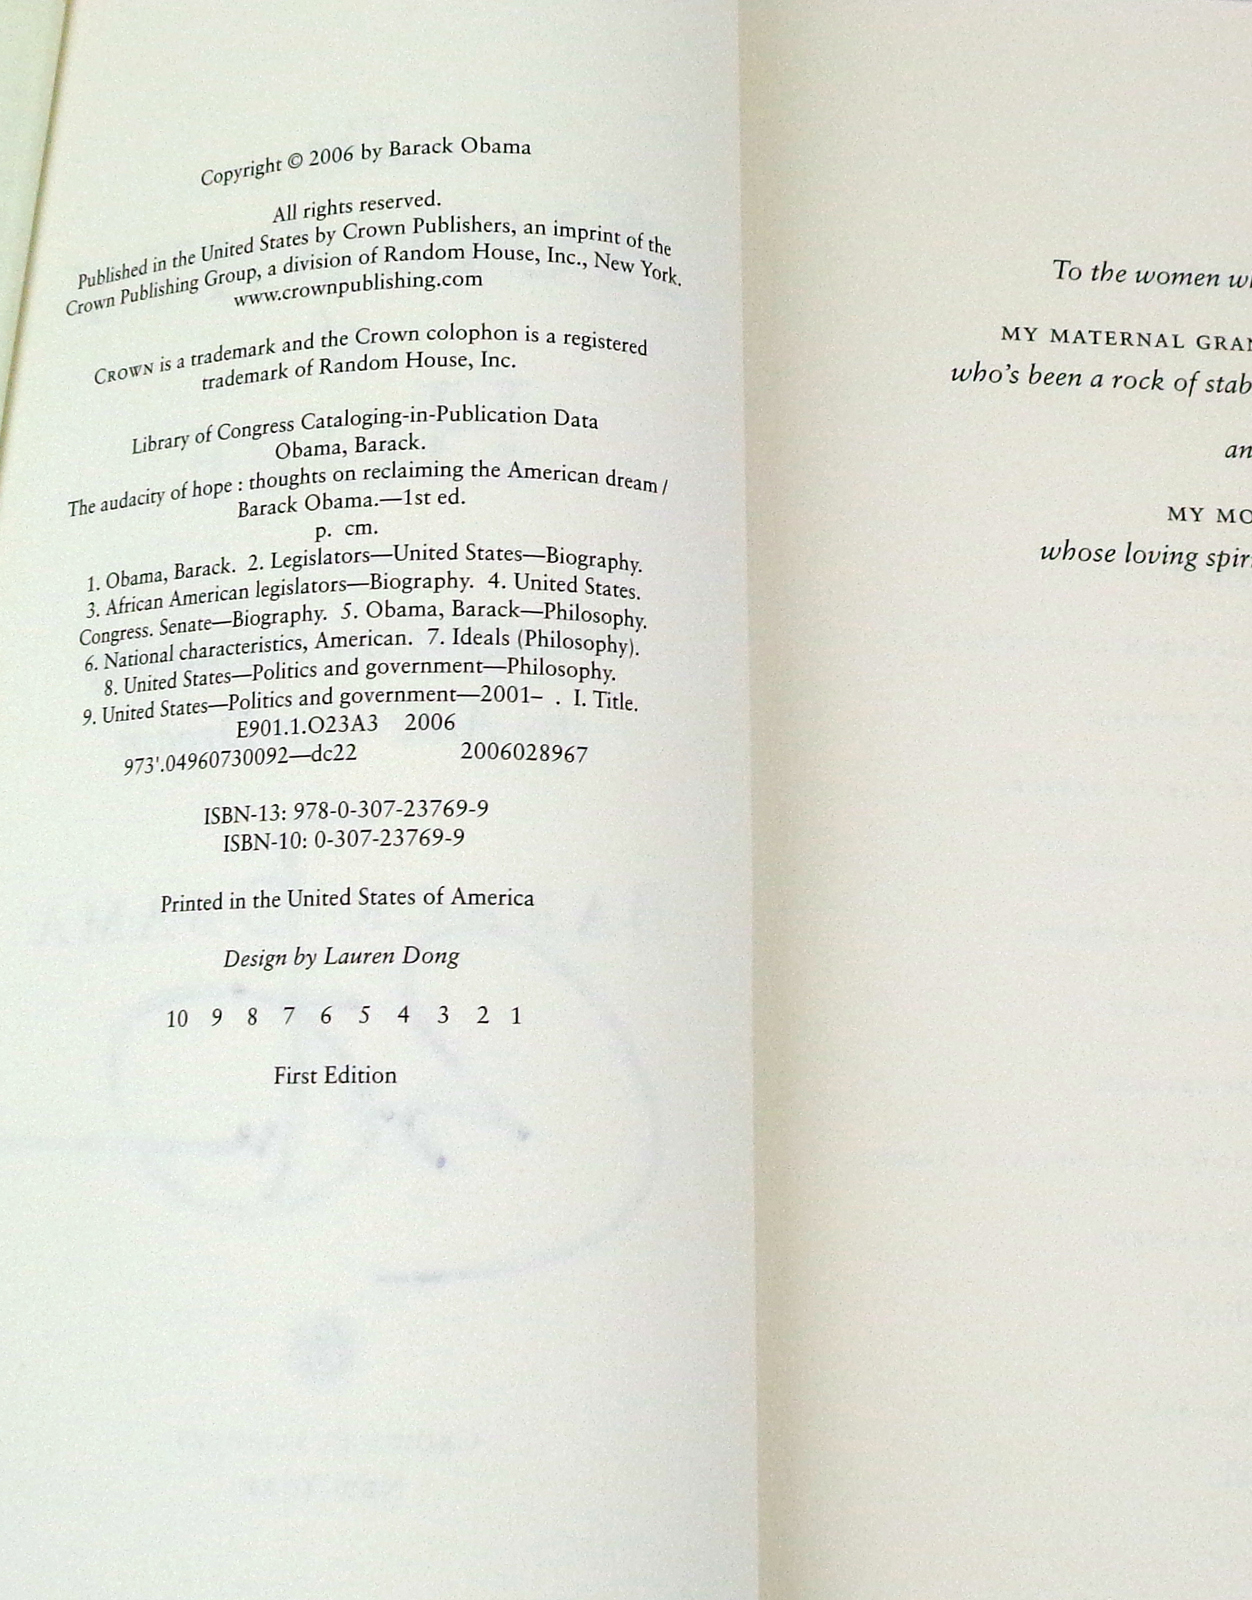 Copyright © 2006 by Barack Obama
All rights reserved.
Published in the United States by Crown Publishers, an imprint of the
Crown Publishing Group, a division of Random House, Inc., New York.
www.crownpublishing.com
CROWN is a trademark and the Crown colophon is a registered
trademark of Random House, Inc.
Library of Congress Cataloging-in-Publication Data
Obama, Barack.
The audacity of hope : thoughts on reclaiming the American dream /
Barack Obama.—1st ed.
p. cm.
1. Obama, Barack. 2. Legislators—United States—Biography.
3. African American legislators—Biography. 4. United States.
Congress. Senate—Biography. 5. Obama, Barack—Philosophy.
6. National characteristics, American. 7. Ideals (Philosophy).
8. United States—Politics and government—Philosophy.
9. United States—Politics and government—2001– . I. Title.
E901.1.O23A3 2006
973'.04960730092—dc22 2006028967
ISBN-13: 978-0-307-23769-9
ISBN-10: 0-307-23769-9
Printed in the United States of America
Design by Lauren Dong
10 9 8 7 6 5 4 3 2 1
First Edition
To the women
MY MATERNAL
who's been a rock of
MY
whose loving